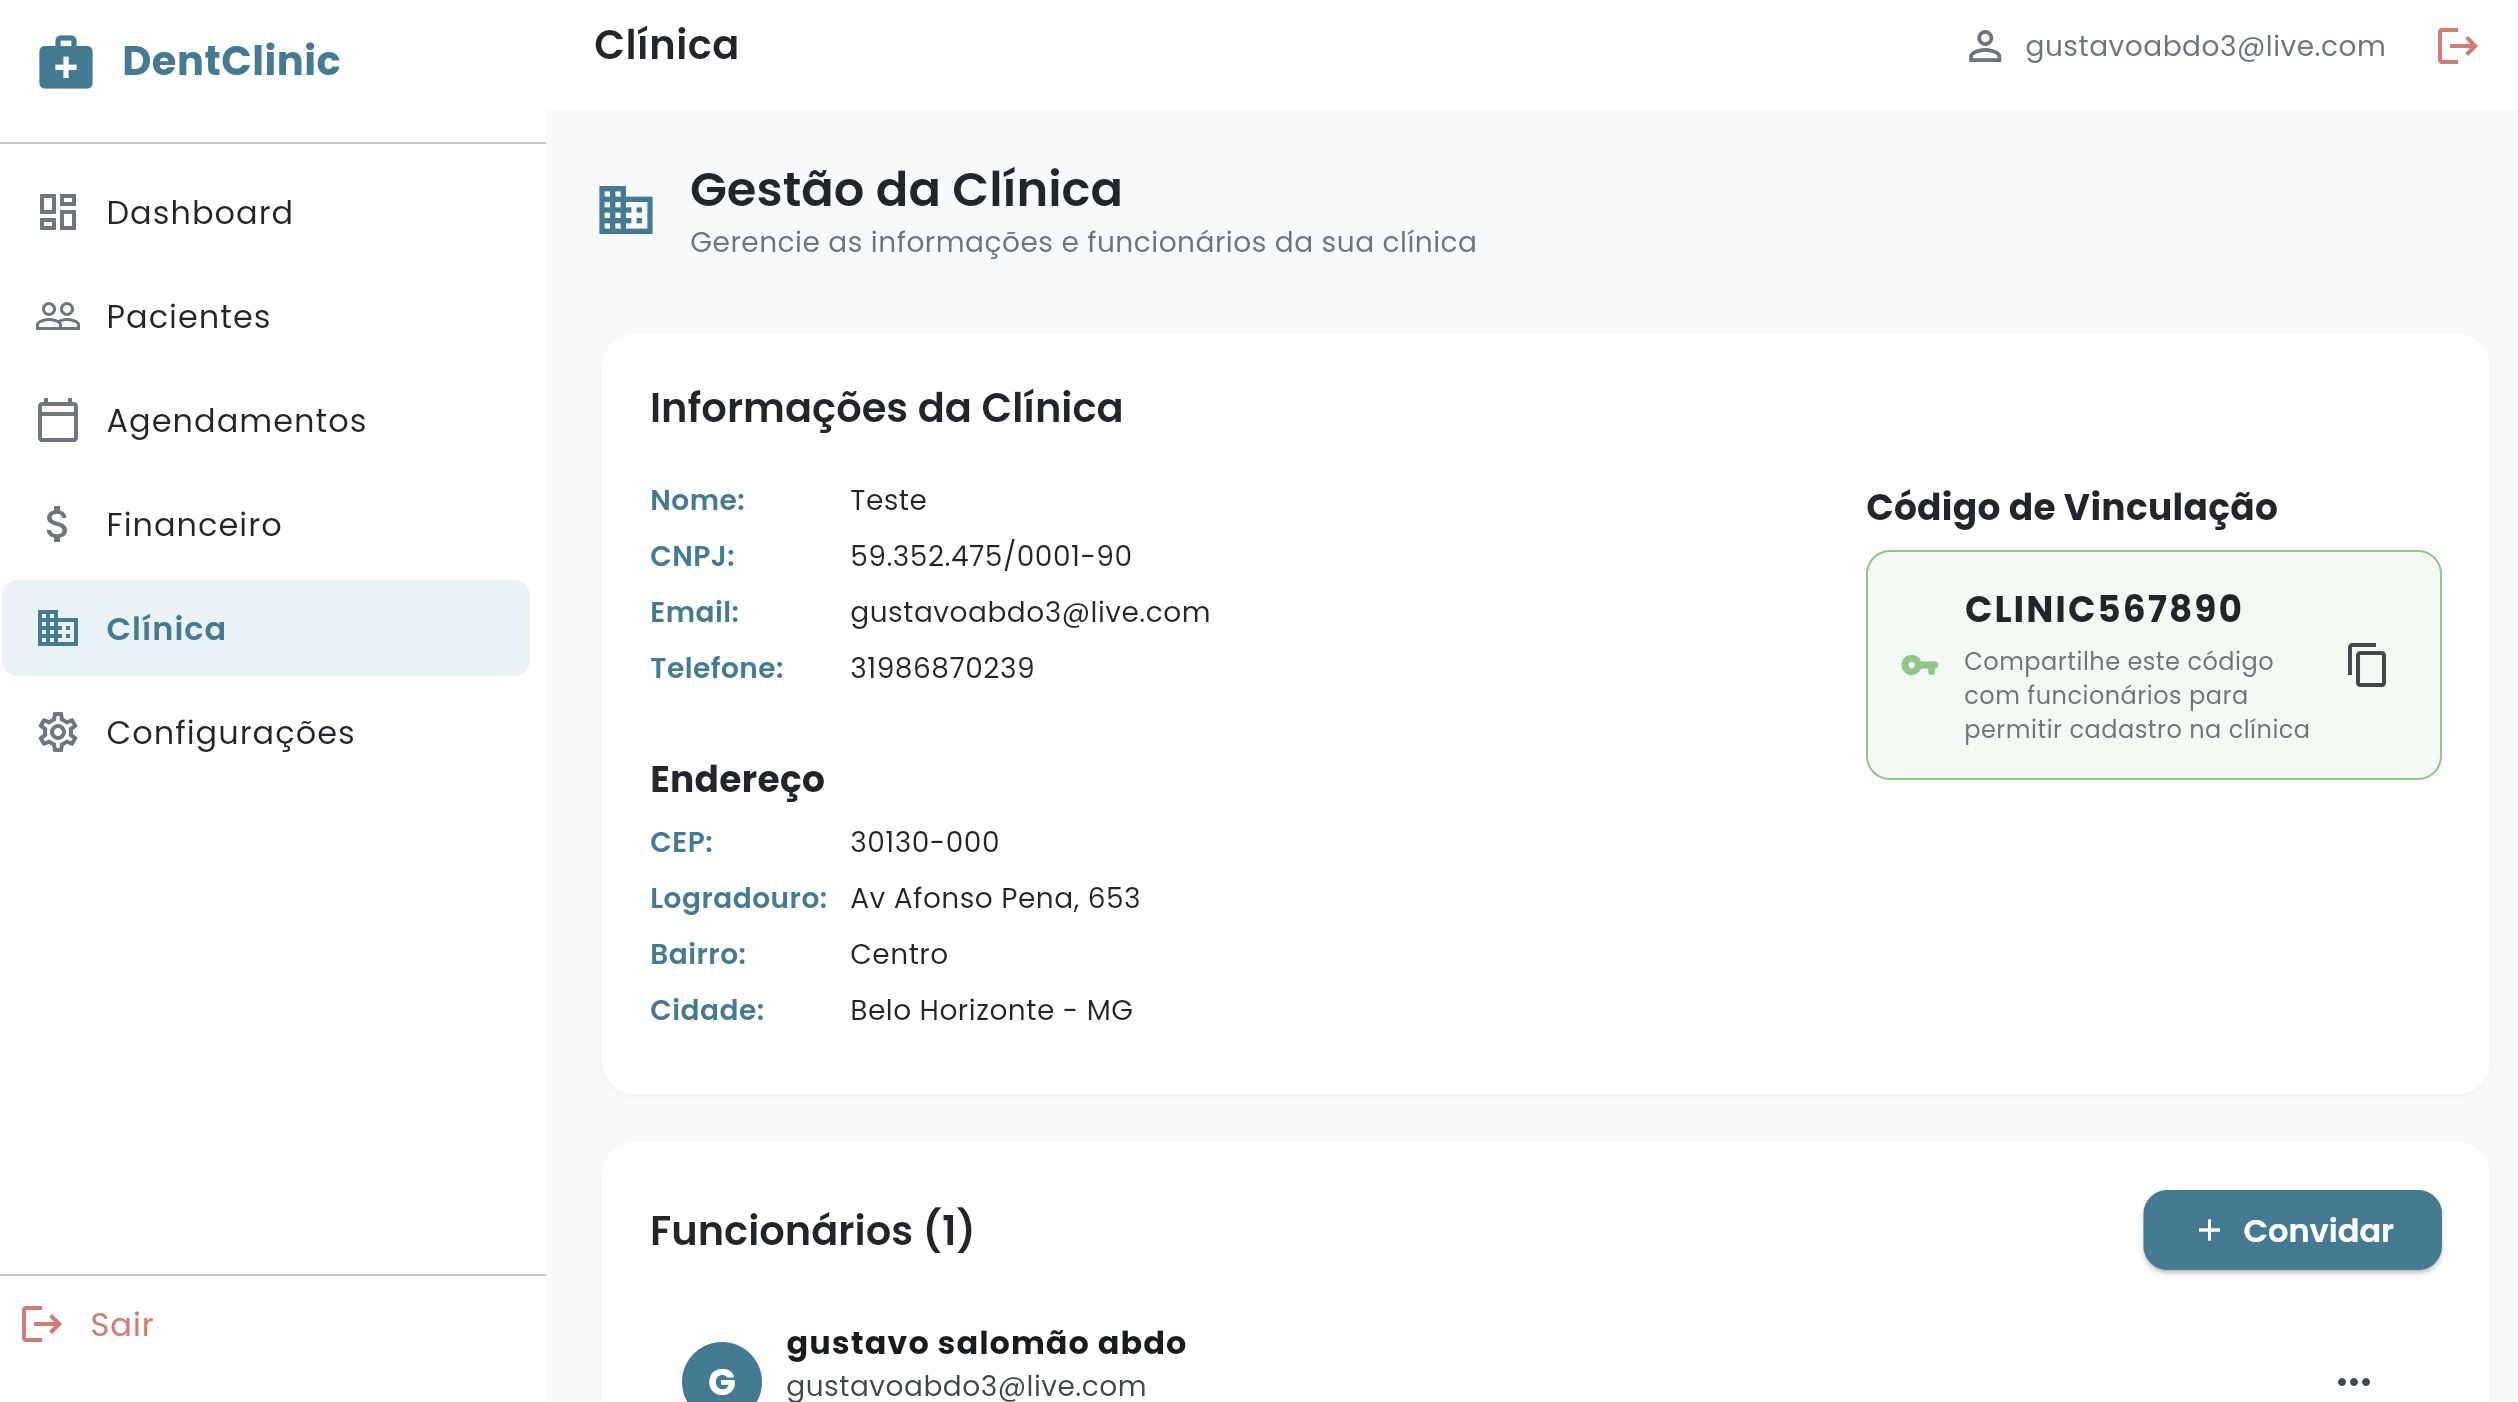 DentClinic
Dashboard
Pacientes
Agendamentos
Financeiro
Clínica
Configurações
Sair
Clínica
gustavoabdo3@live.com
Gestão da Clínica
Gerencie as informações e funcionários da sua clínica
Informações da Clínica
Nome: Teste
CNPJ: 59.352.475/0001-90
Email: gustavoabdo3@live.com
Telefone: 31986870239
Endereço
CEP: 30130-000
Logradouro: Av Afonso Pena, 653
Bairro: Centro
Cidade: Belo Horizonte - MG
Código de Vinculação
CLINIC567890
Compartilhe este código
com funcionários para
permitir cadastro na clínica
Funcionários (1)
+ Convidar
G
gustavo salomão abdo
gustavoabdo3@live.com